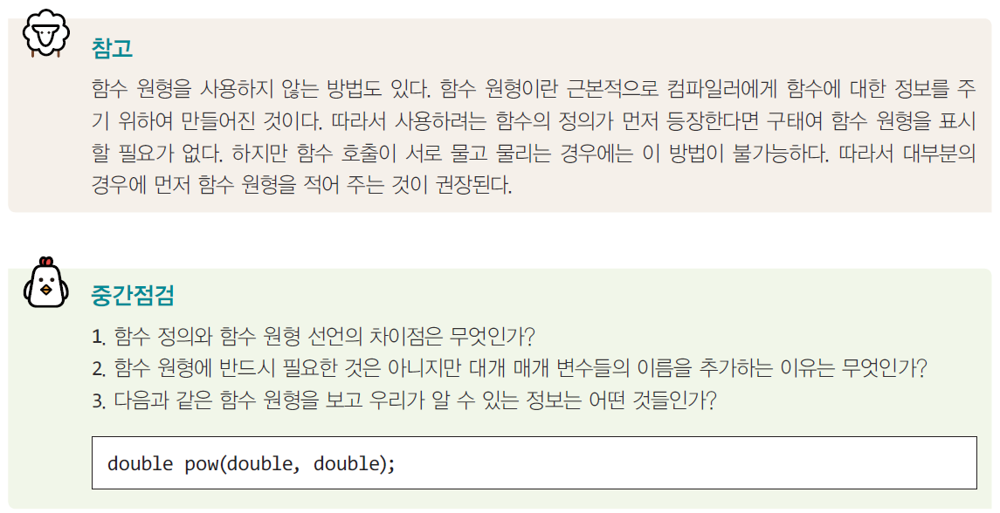 참고
함수 원형을 사용하지 않는 방법도 있다. 함수 원형이란 근본적으로 컴파일러에게 함수에 대한 정보를 주
기 위하여 만들어진 것이다. 따라서 사용하려는 함수의 정의가 먼저 등장한다면 구태여 함수 원형을 표시
할 필요가 없다. 하지만 함수 호출이 서로 물고 물리는 경우에는 이 방법이 불가능하다. 따라서 대부분의
경우에 먼저 함수 원형을 적어 주는 것이 권장된다.
중간점검
1. 함수 정의와 함수 원형 선언의 차이점은 무엇인가?
2. 함수 원형에 반드시 필요한 것은 아니지만 대개 매개 변수들의 이름을 추가하는 이유는 무엇인가?
3. 다음과 같은 함수 원형을 보고 우리가 알 수 있는 정보는 어떤 것들인가?
double pow(double, double);